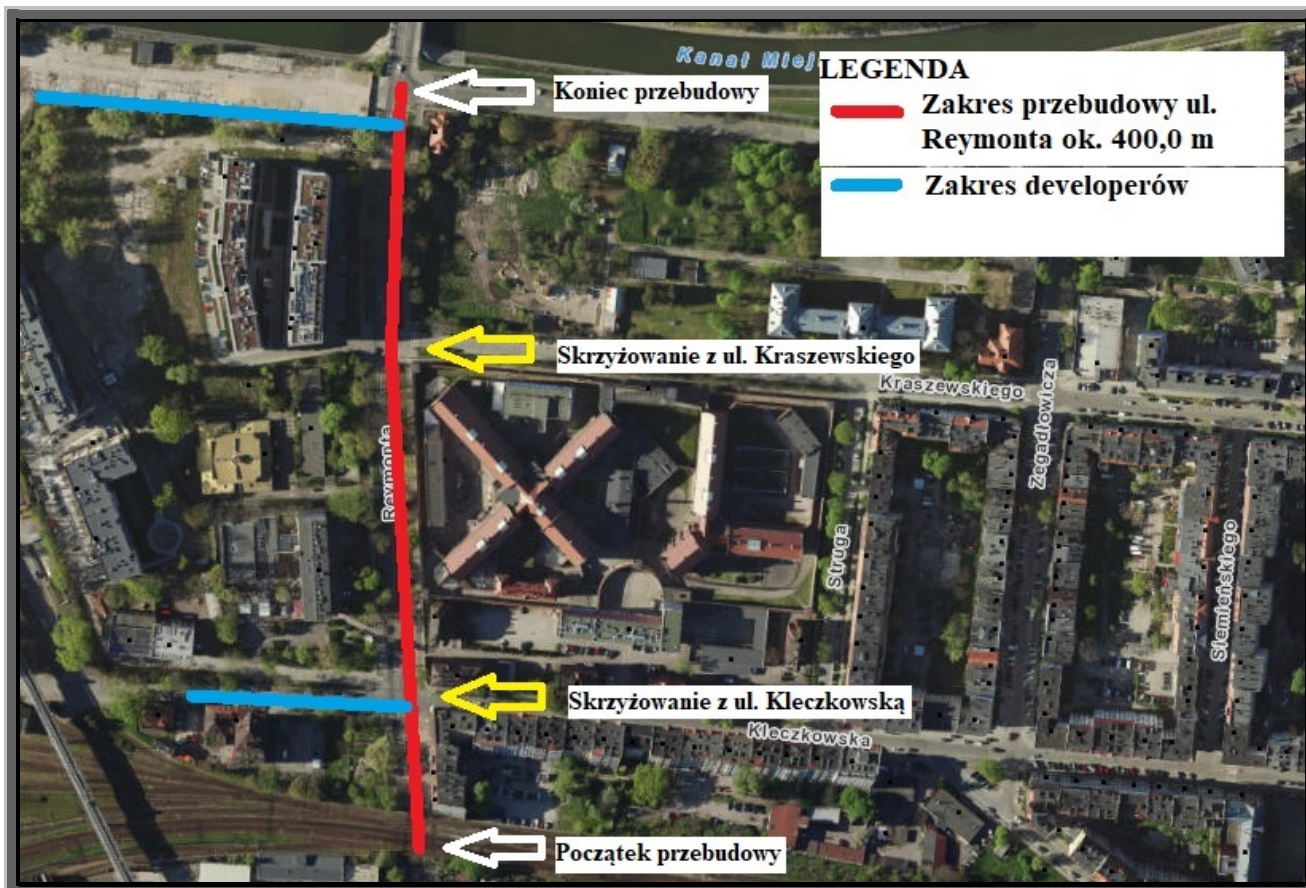 Kanał Miej
LEGENDA
Zakres przebudowy ul.
Reymonta ok. 400,0 m
Zakres developerów
Koniec przebudowy
Skrzyżowanie z ul. Kraszewskiego
Kraszewskiego
Zegadłowicza
Reymonta
Struga
Siemieńskiego
Skrzyżowanie z ul. Kleczkowską
Kleczkowska
Początek przebudowy